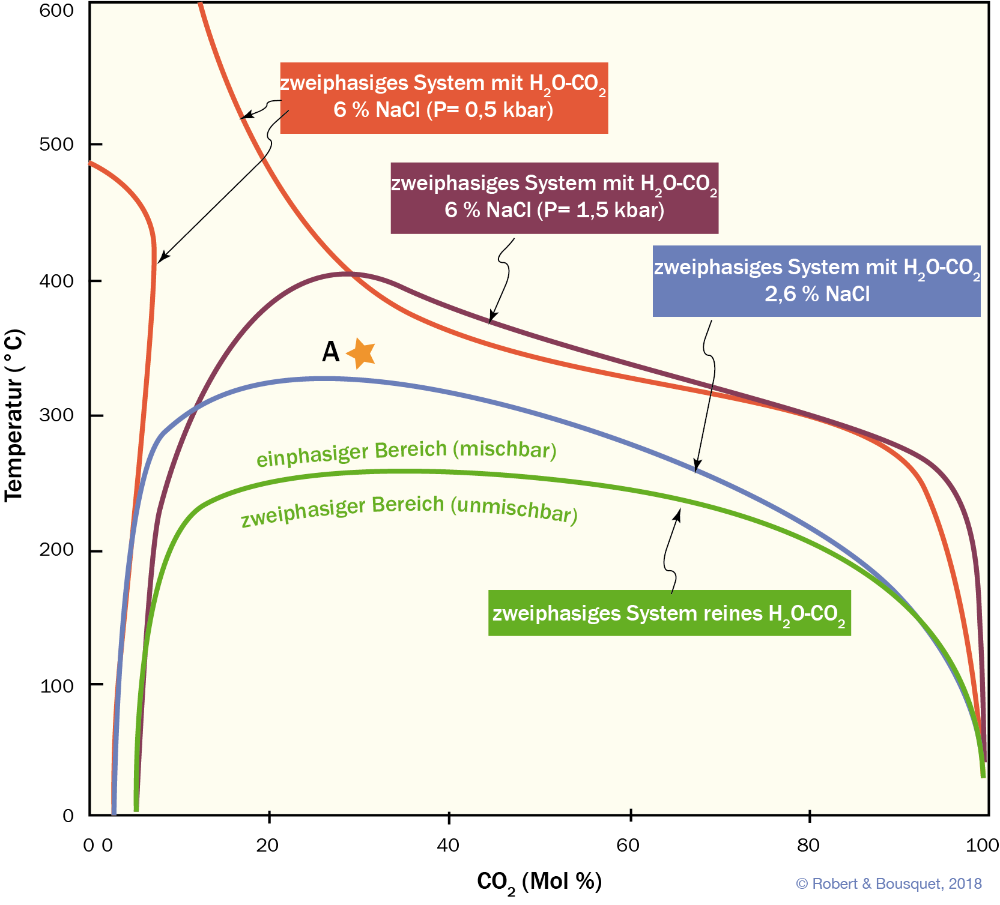 600
zweiphasiges System mit H₂O-CO₂
6 % NaCl (P= 0,5 kbar)
500
zweiphasiges System mit H₂O-CO₂
6 % NaCl (P= 1,5 kbar)
zweiphasiges System mit H₂O-CO₂
2,6 % NaCl
400
A
Temperatur (°C)
300
einphasiger Bereich (mischbar)
zweiphasiger Bereich (unmischbar)
200
zweiphasiges System reines H₂O-CO₂
100
0
0 0 20 40 60 80 100
CO₂ (Mol %)
© Robert & Bousquet, 2018